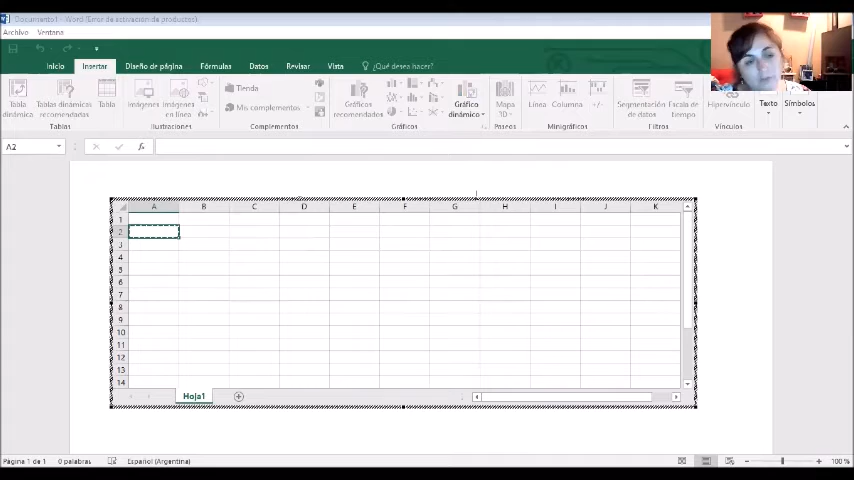 Documento1 - Word (Error de activación de productos)
Archivo Ventana
Inicio Insertar Diseño de página Fórmulas Datos Revisar Vista ¿Qué desea hacer?
Tabla dinámica
Tablas dinámicas recomendadas
Tabla
Imágenes
Imágenes en línea
Tienda
Mis complementos
Gráficos recomendados
Gráfico dinámico
Mapa 3D
Línea
Columna
+/-
Segmentación de datos
Escala de tiempo
Hipervínculo
Texto
Símbolos
Tablas Ilustraciones Complementos Gráficos Paseos Minigráficos Filtros Vínculos
A2 fx
A B C D E F G H I J K
1
2
3
4
5
6
7
8
9
10
11
12
13
14
Hoja1
Página 1 de 1 0 palabras Español (Argentina) 100 %